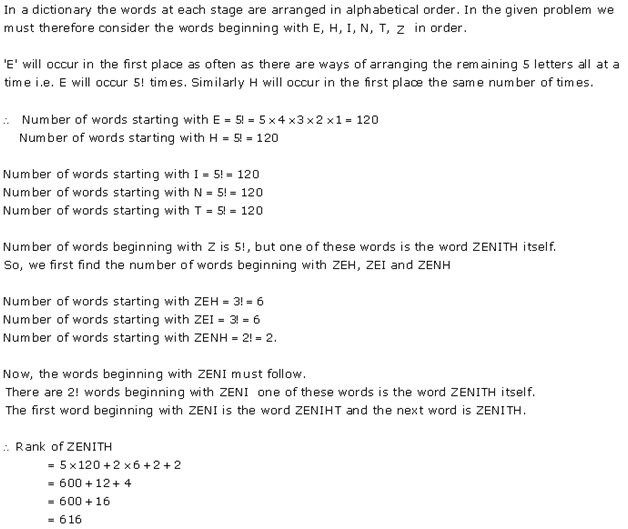 In a dictionary the words at each stage are arranged in alphabetical order. In the given problem we
must therefore consider the words beginning with E, H, I, N, T, Z in order.
'E' will occur in the first place as often as there are ways of arranging the remaining 5 letters all at a
time i.e. E will occur 5! times. Similarly H will occur in the first place the same number of times.
∴ Number of words starting with E = 5! = 5 × 4 × 3 × 2 × 1 = 120
Number of words starting with H = 5! = 120
Number of words starting with I = 5! = 120
Number of words starting with N = 5! = 120
Number of words starting with T = 5! = 120
Number of words beginning with Z is 5!, but one of these words is the word ZENITH itself.
So, we first find the number of words beginning with ZEH, ZEI and ZENH
Number of words starting with ZEH = 3! = 6
Number of words starting with ZEI = 3! = 6
Number of words starting with ZENH = 2! = 2.
Now, the words beginning with ZENI must follow.
There are 2! words beginning with ZENI one of these words is the word ZENITH itself.
The first word beginning with ZENI is the word ZENIHT and the next word is ZENITH.
∴ Rank of ZENITH
= 5 × 120 + 2 × 6 + 2 + 2
= 600 + 12 + 4
= 600 + 16
= 616